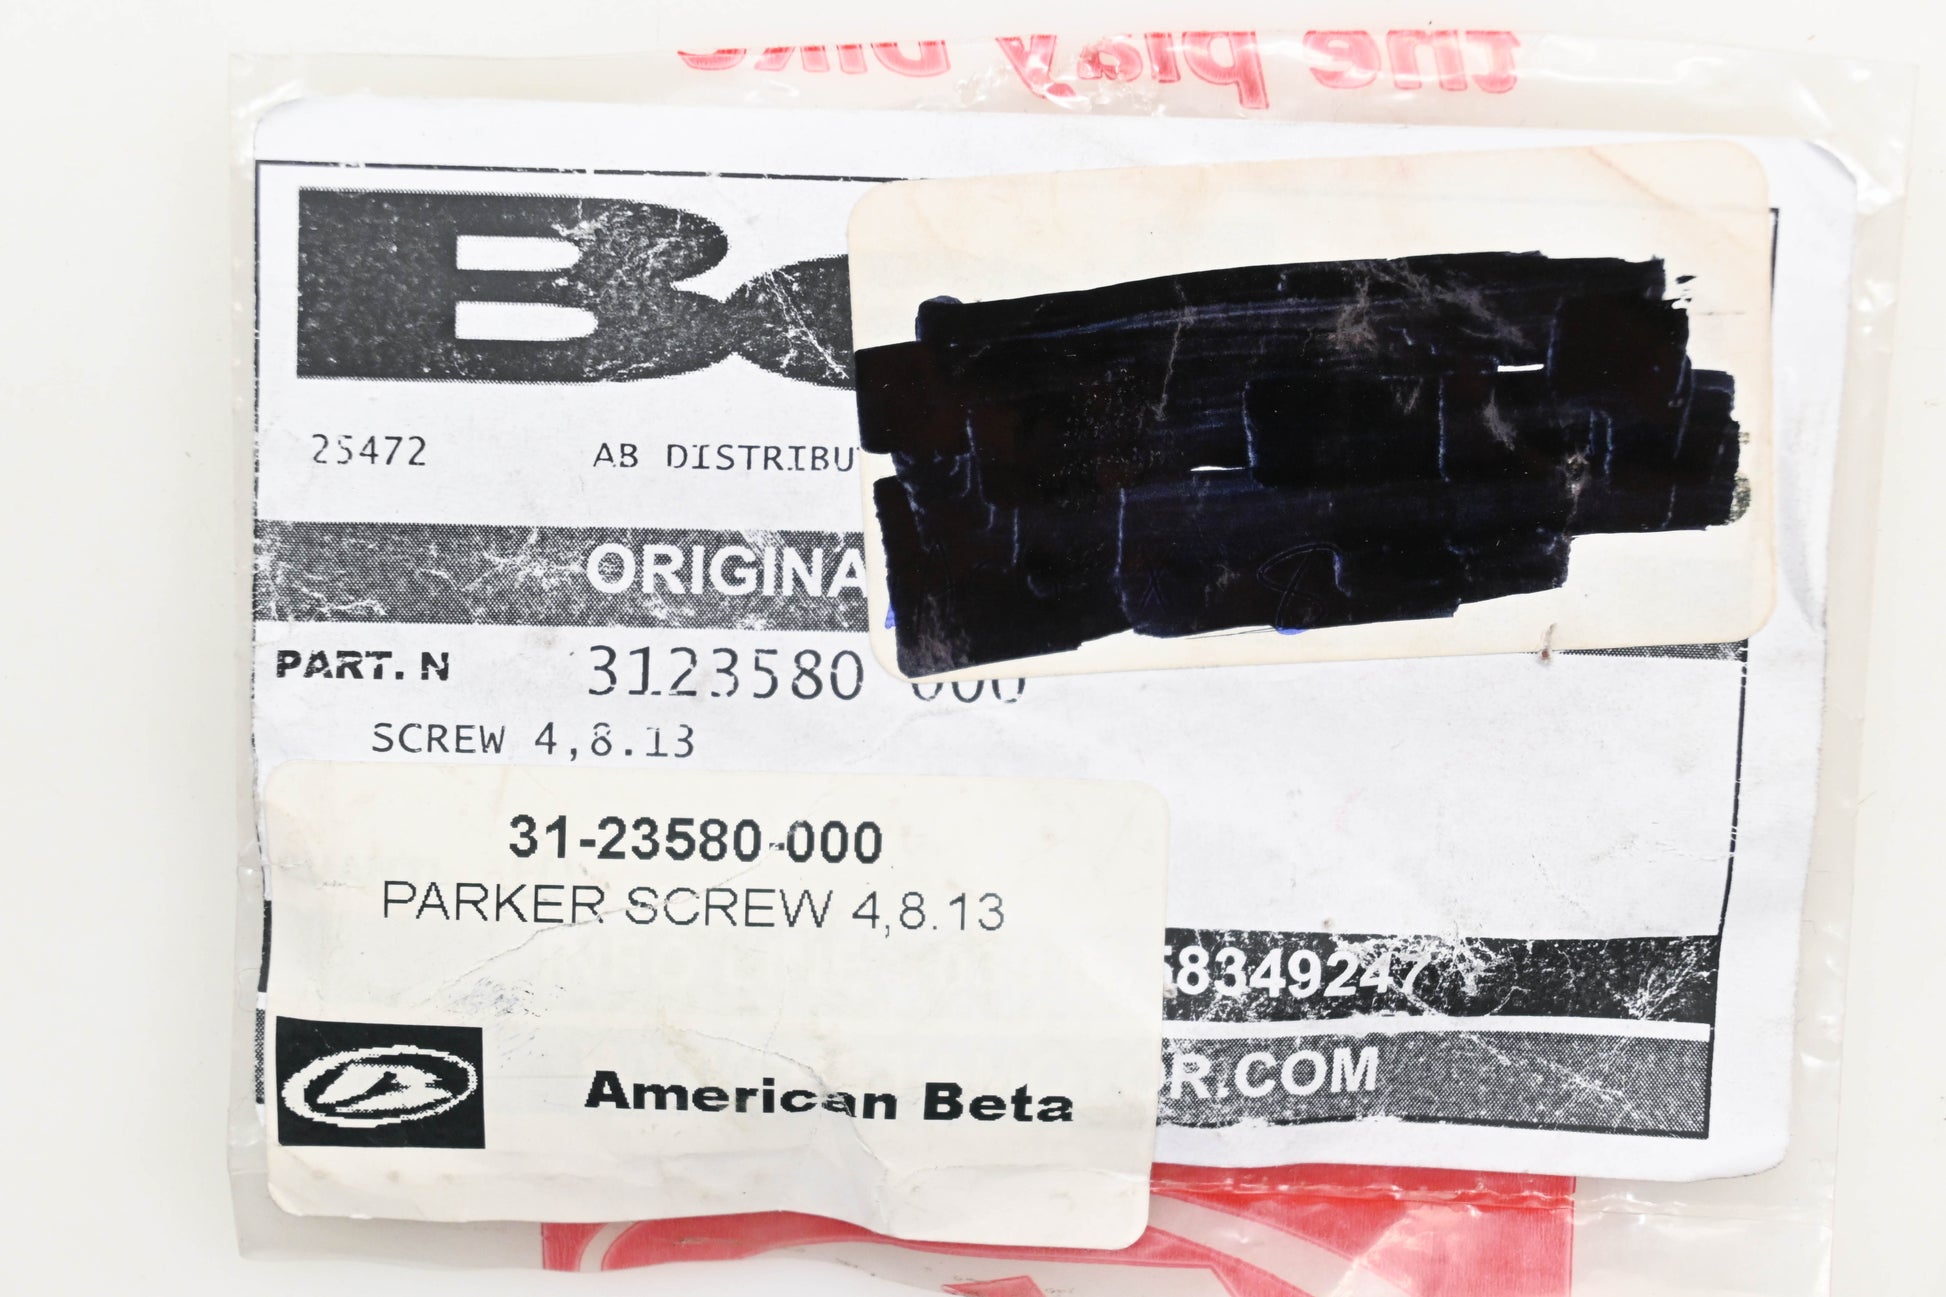 the play bike
25472 AB DISTRIBU
ORIGINA
PART. N 3123580 000
SCREW 4,8.13
31-23580-000
PARKER SCREW 4,8.13
58349247
R.COM
American Beta